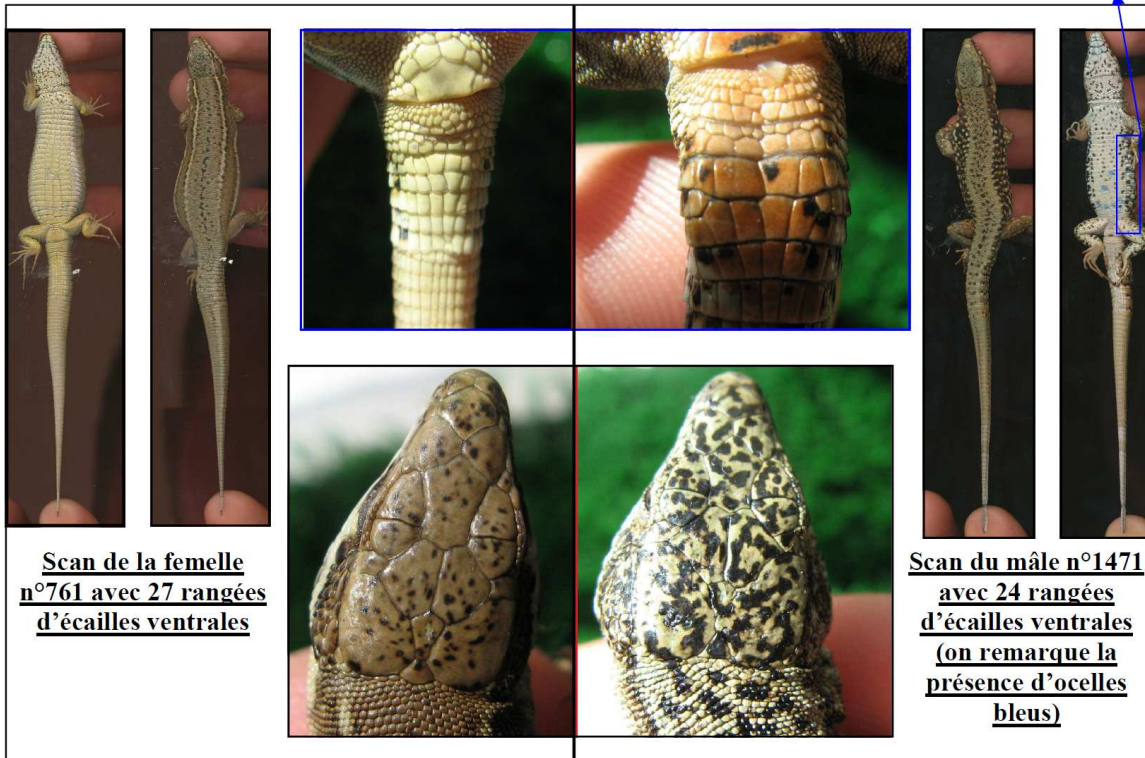 Scan de la femelle
n°761 avec 27 rangées
d'écailles ventrales
Scan du mâle n°1471
avec 24 rangées
d'écailles ventrales
(on remarque la
présence d'ocelles
bleus)